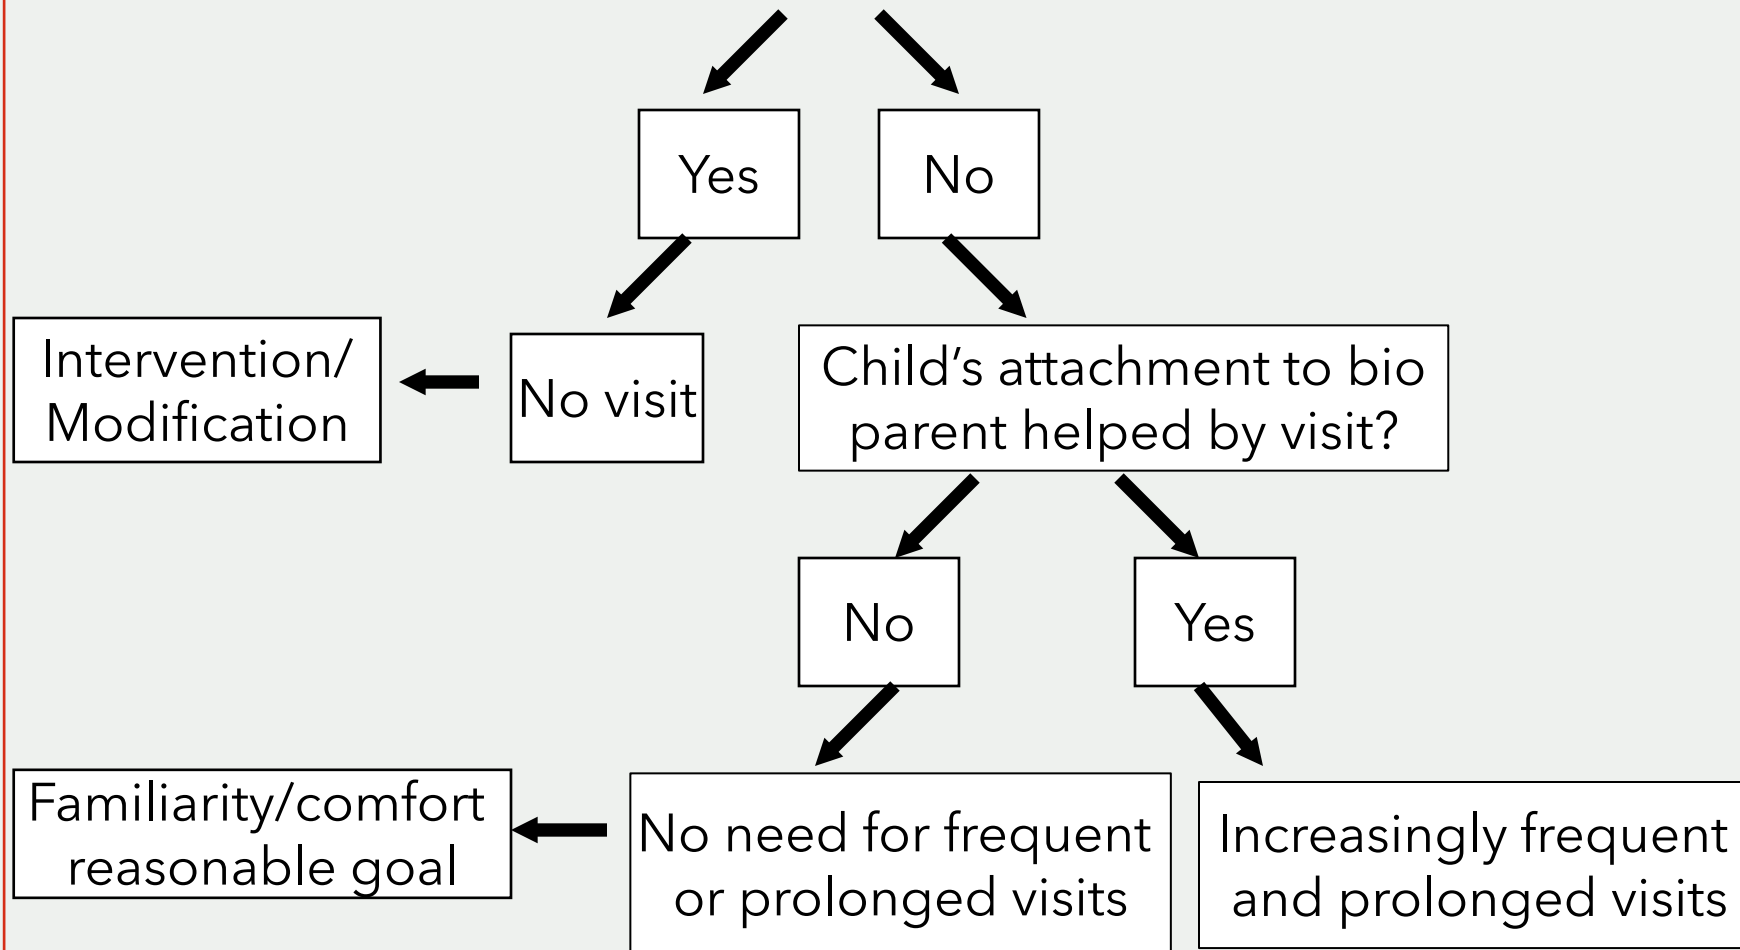 Yes
No
Intervention/
Modification
No visit
Child’s attachment to bio
parent helped by visit?
No
Yes
Familiarity/comfort
reasonable goal
No need for frequent
or prolonged visits
Increasingly frequent
and prolonged visits